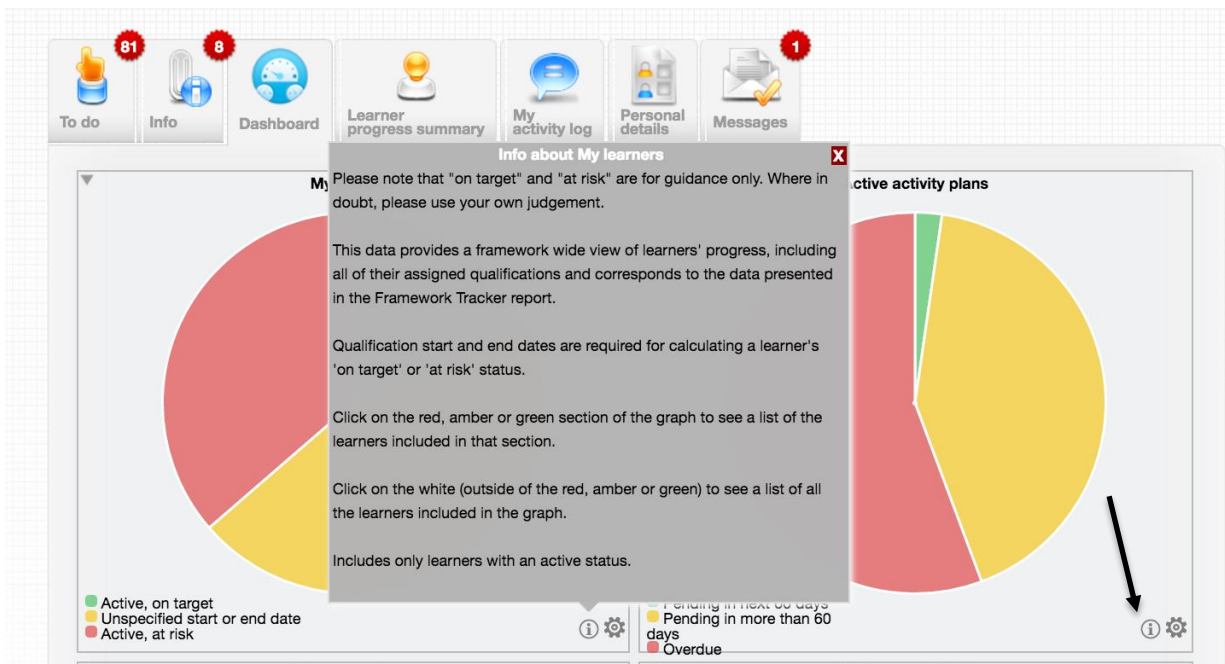 81
8
1
To do
Info
Dashboard
Learner
progress summary
My
activity log
Personal
details
Messages
Info about My learners
X
My
Active activity plans
Please note that "on target" and "at risk" are for guidance only. Where in
doubt, please use your own judgement.
This data provides a framework wide view of learners' progress, including
all of their assigned qualifications and corresponds to the data presented
in the Framework Tracker report.
Qualification start and end dates are required for calculating a learner's
'on target' or 'at risk' status.
Click on the red, amber or green section of the graph to see a list of the
learners included in that section.
Click on the white (outside of the red, amber or green) to see a list of all
the learners included in the graph.
Includes only learners with an active status.
Active, on target
Unspecified start or end date
Active, at risk
Pending in next 60 days
Pending in more than 60
days
Overdue